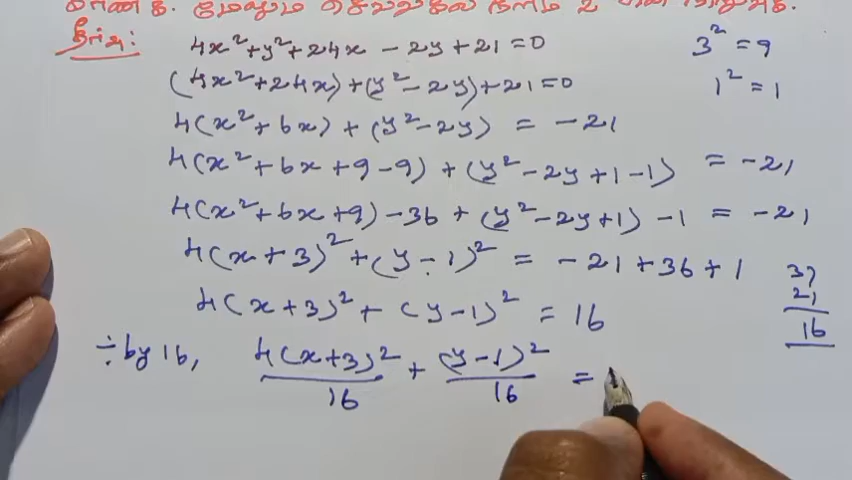 காண்க. மேலும்
தீர்வு: 4x² + y² + 24x - 2y + 21 = 0 3² = 9
(4x² + 24x) + (y² - 2y) + 21 = 0 1² = 1
4(x² + 6x) + (y² - 2y) = -21
4(x² + 6x + 9 - 9) + (y² - 2y + 1 - 1) = -21
4(x² + 6x + 9) - 36 + (y² - 2y + 1) - 1 = -21
4(x + 3)² + (y - 1)² = -21 + 36 + 1 37
4(x + 3)² + (y - 1)² = 16 21
16
÷ by 16, 4(x+3)²/16 + (y-1)²/16 =